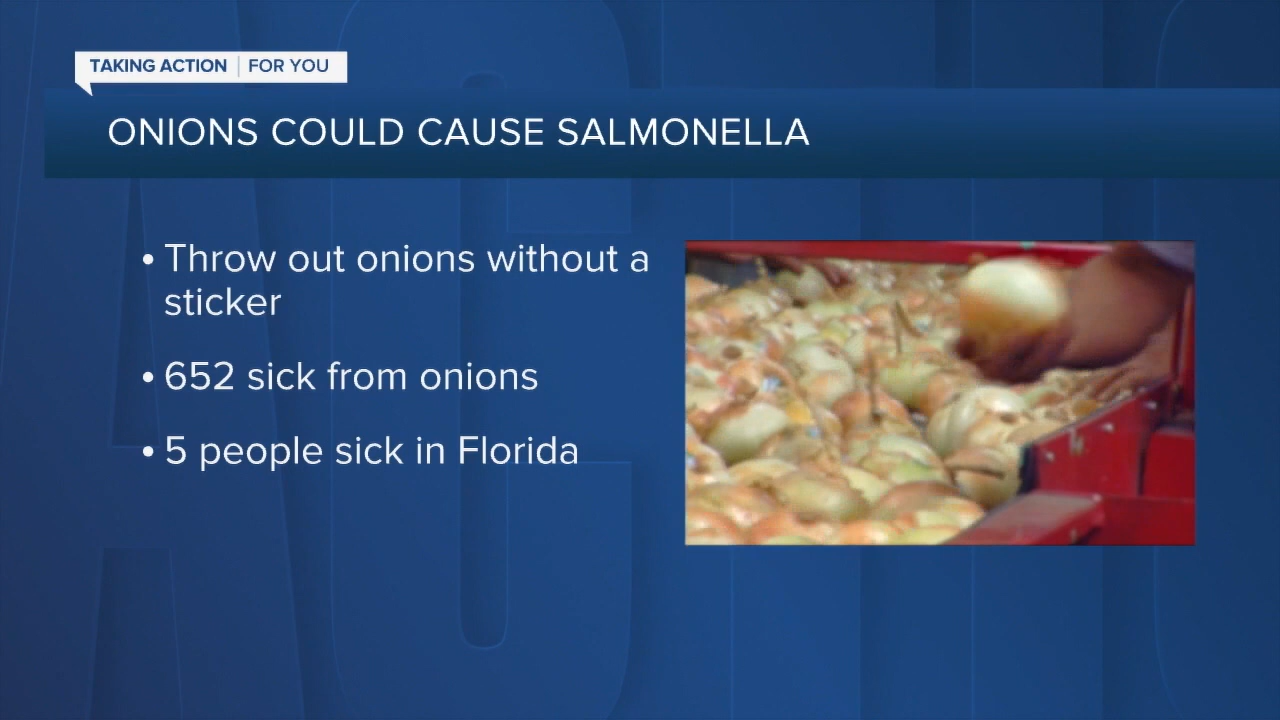 TAKING ACTION | FOR YOU
ONIONS COULD CAUSE SALMONELLA
• Throw out onions without a
sticker
• 652 sick from onions
• 5 people sick in Florida